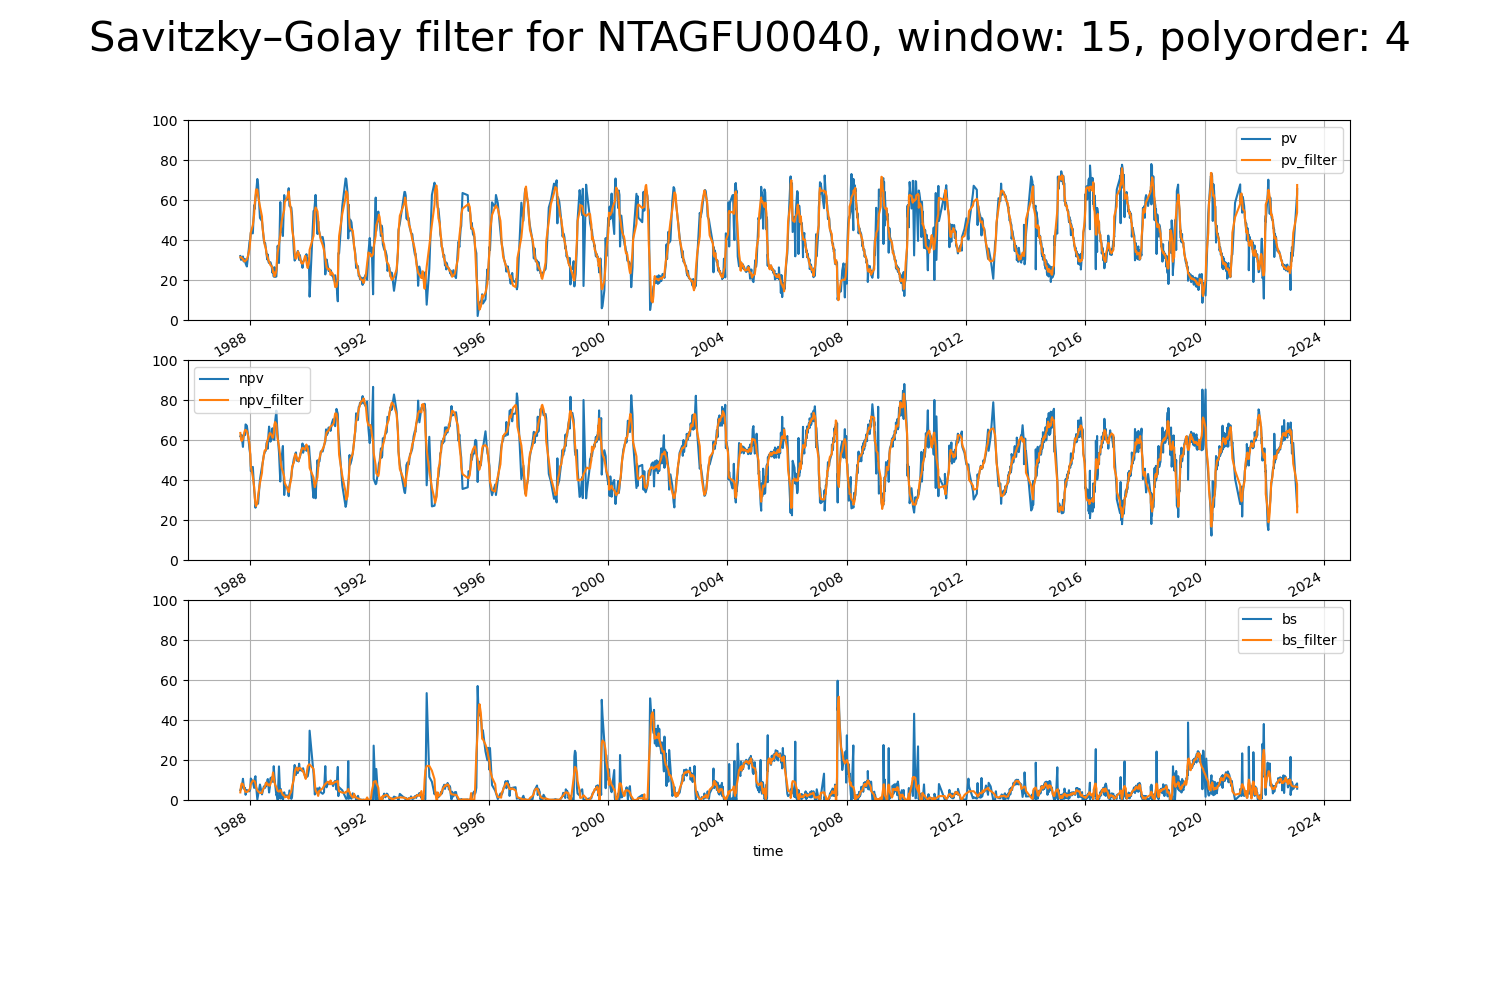 Savitzky–Golay filter for NTAGFU0040, window: 15, polyorder: 4
100
80
60
40
20
0
pv
pv_filter
1988 1992 1996 2000 2004 2008 2012 2016 2020 2024
100
80
60
40
20
0
npv
npv_filter
1988 1992 1996 2000 2004 2008 2012 2016 2020 2024
100
80
60
40
20
0
bs
bs_filter
1988 1992 1996 2000 2004 2008 2012 2016 2020 2024
time